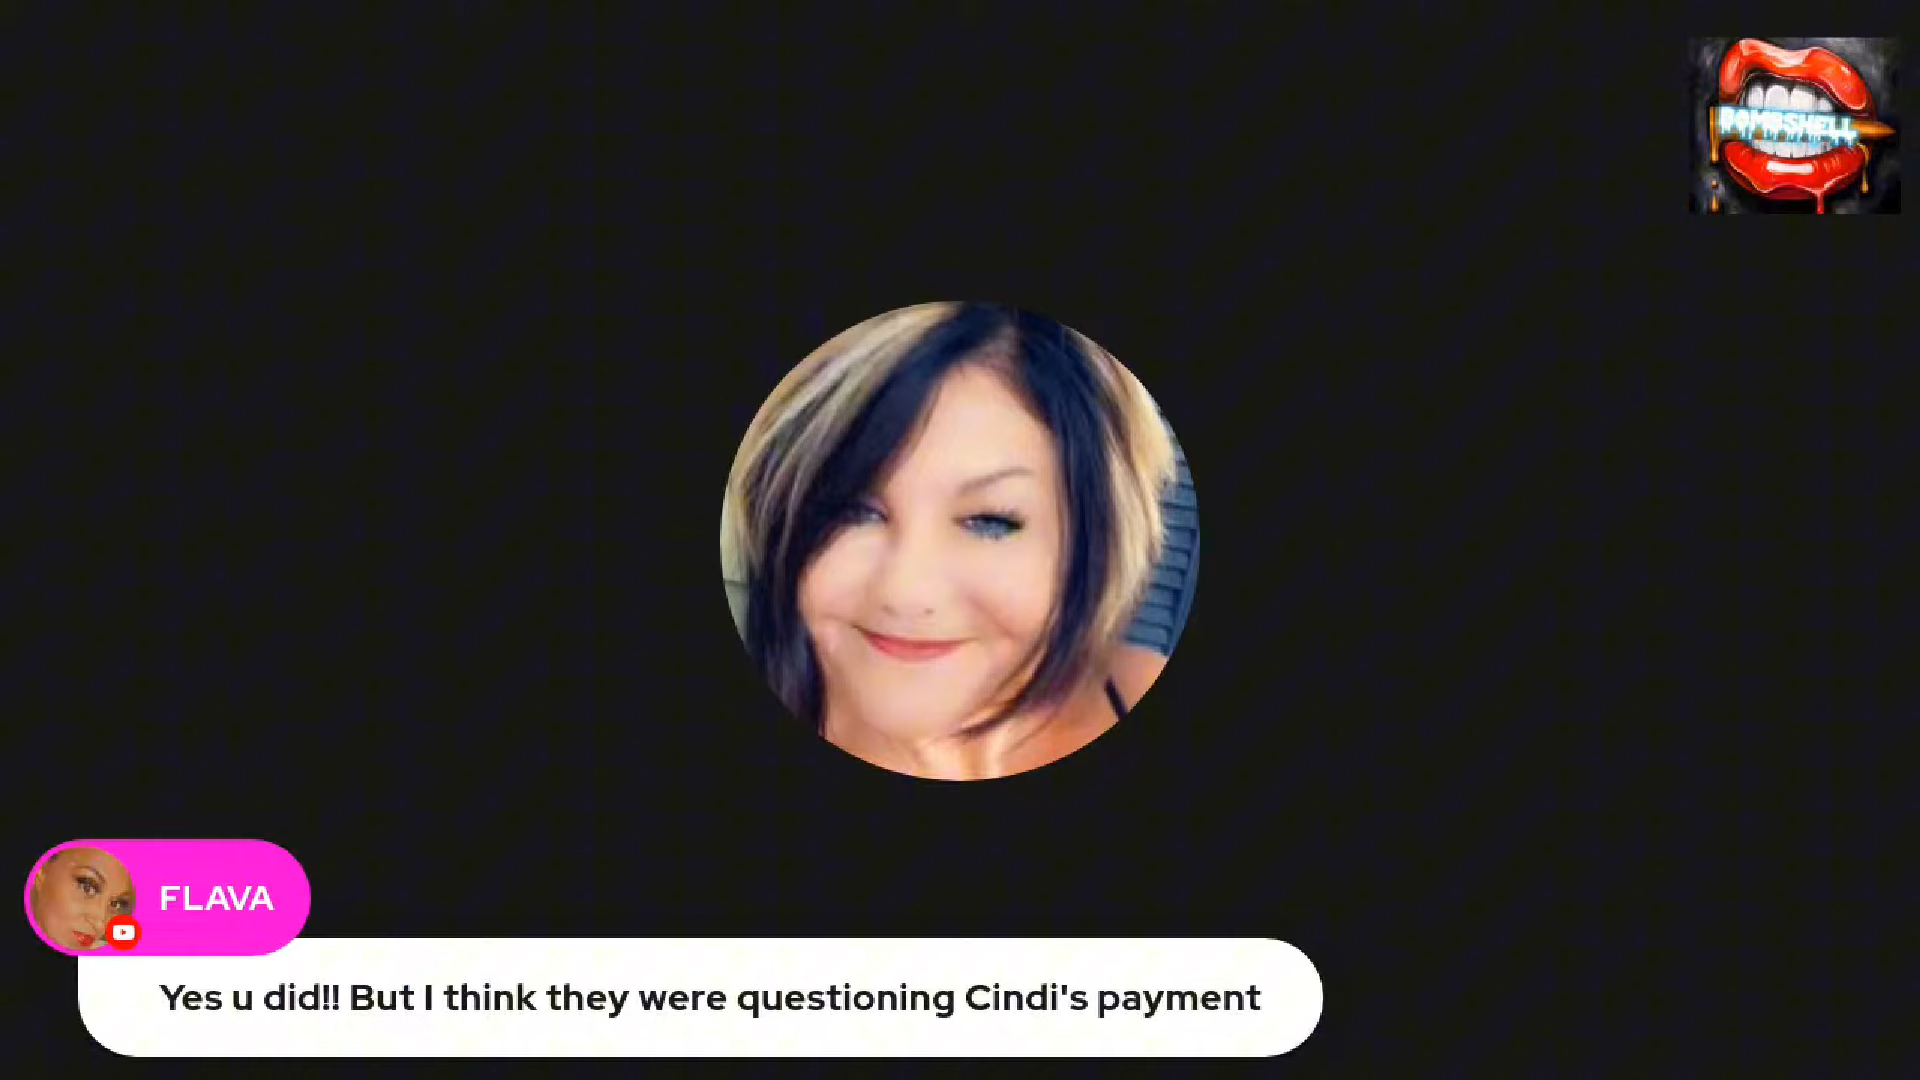 BOMBSHELL
FLAVA
Yes u did!! But I think they were questioning Cindi's payment